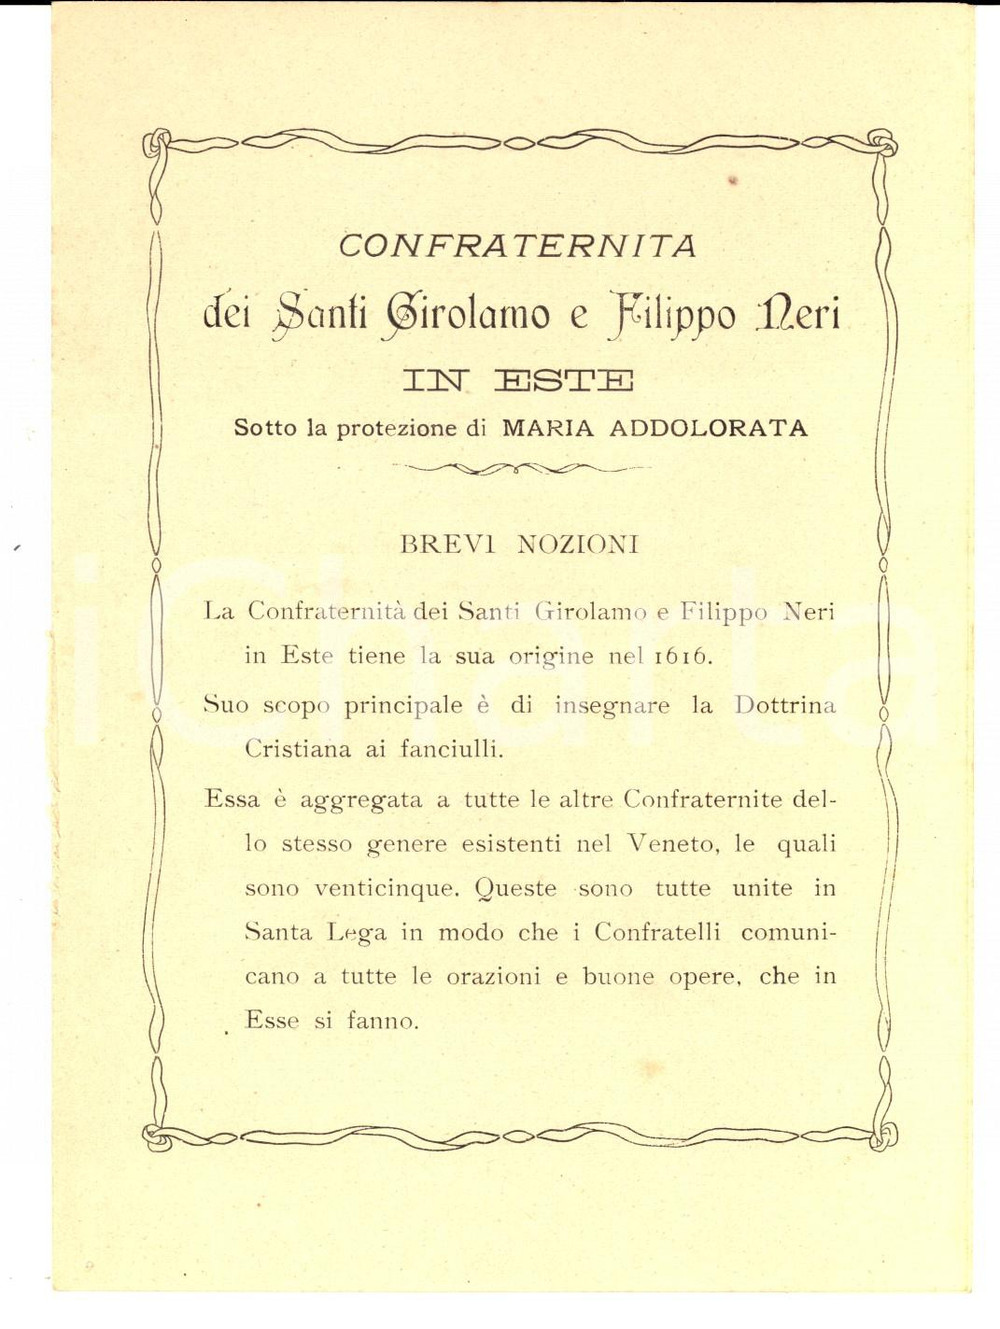 CONFRATERNITA
dei Santi Girolamo e Filippo Neri
IN ESTE
Sotto la protezione di MARIA ADDOLORATA
BREVI NOZIONI
La Confraternità dei Santi Girolamo e Filippo Neri
in Este tiene la sua origine nel 1616.
Suo scopo principale è di insegnare la Dottrina
Cristiana ai fanciulli.
Essa è aggregata a tutte le altre Confraternite del-
lo stesso genere esistenti nel Veneto, le quali
sono venticinque. Queste sono tutte unite in
Santa Lega in modo che i Confratelli comuni-
cano a tutte le orazioni e buone opere, che in
Esse si fanno.
iCharta